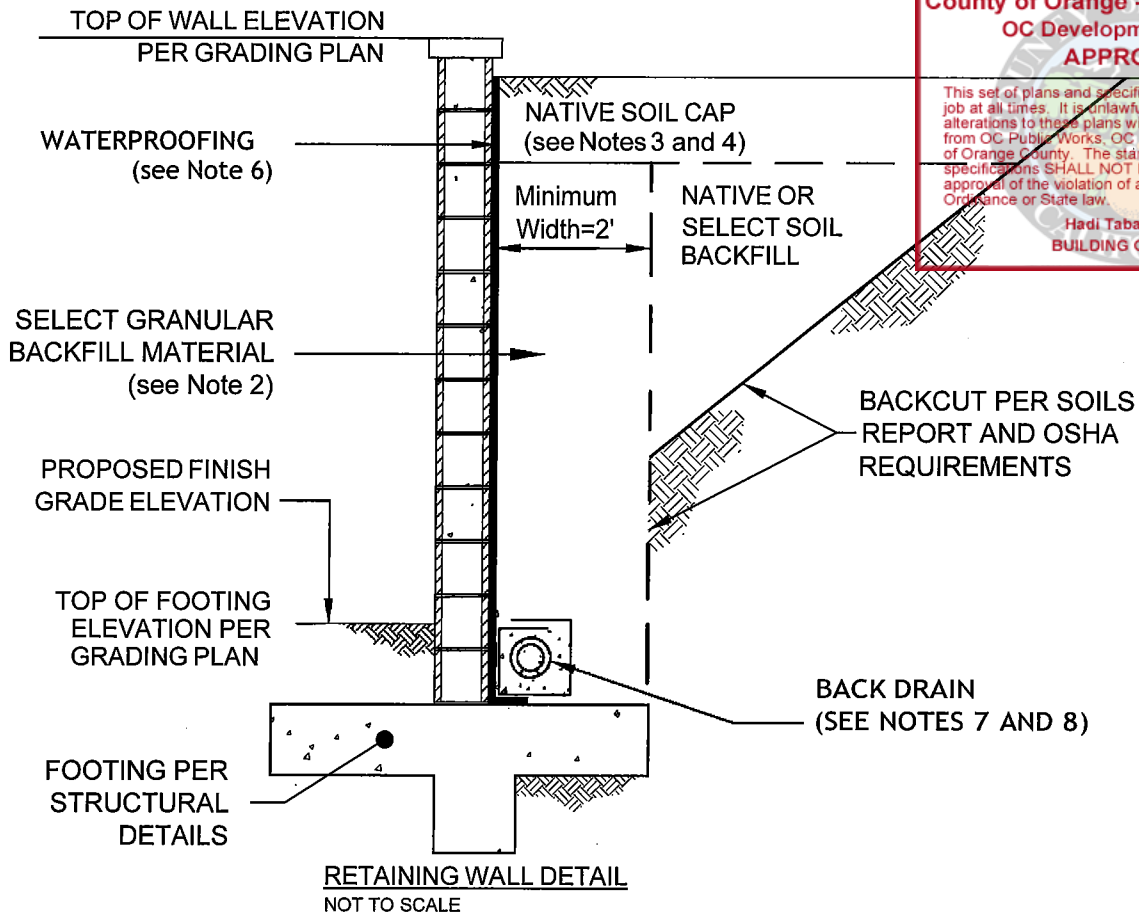 TOP OF WALL ELEVATION
PER GRADING PLAN
WATERPROOFING
(see Note 6)
NATIVE SOIL CAP
(see Notes 3 and 4)
Minimum
Width=2'
NATIVE OR
SELECT SOIL
BACKFILL
SELECT GRANULAR
BACKFILL MATERIAL
(see Note 2)
PROPOSED FINISH
GRADE ELEVATION
BACKCUT PER SOILS
REPORT AND OSHA
REQUIREMENTS
TOP OF FOOTING
ELEVATION PER
GRADING PLAN
BACK DRAIN
(SEE NOTES 7 AND 8)
FOOTING PER
STRUCTURAL
DETAILS
RETAINING WALL DETAIL
NOT TO SCALE
County of Orange -
OC Developm
APPRO
This set of plans and specif
job at all times. It is unlawfu
alterations to these plans w
from OC Public Works, OC
of Orange County. The sta
specifications SHALL NOT
approval of the violation of a
Ordinance or State law.
Hadi Taba
BUILDING